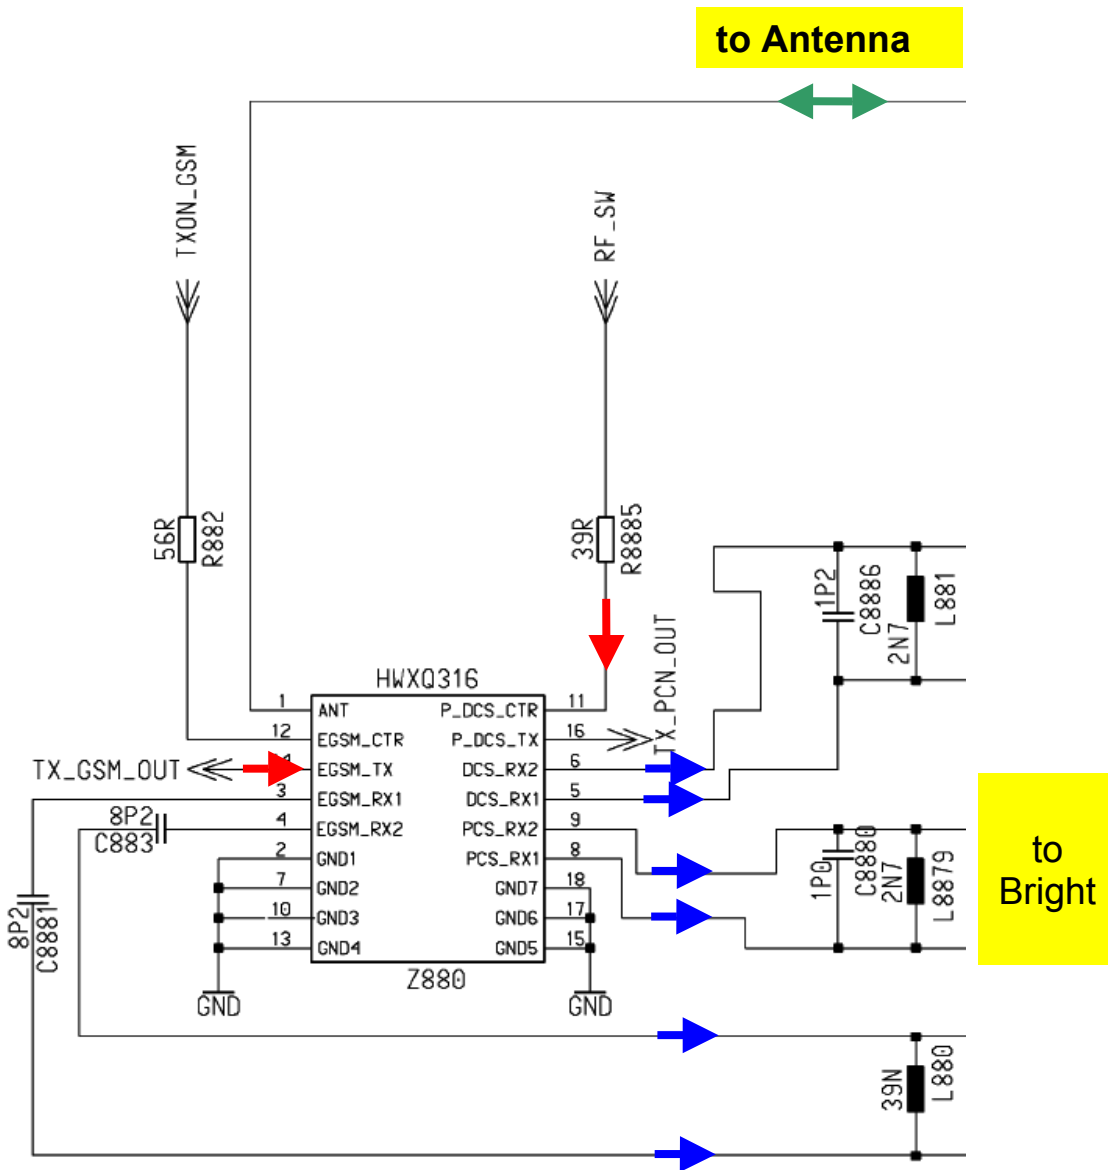 to Antenna
TXON_GSM
RF_SW
56R
R882
39R
R8885
1P2
C8886
2N7
L881
TX_PCN_OUT
HWXQ316
1 ANT
12 EGSM_CTR
TX_GSM_OUT
EGSM_TX
3 EGSM_RX1
4 EGSM_RX2
2 GND1
7 GND2
10 GND3
13 GND4
P_DCS_CTR 11
P_DCS_TX 16
DCS_RX2 6
DCS_RX1 5
PCS_RX2 9
PCS_RX1 8
GND7 18
GND6 17
GND5 15
Z880
8P2
C883
8P2
C8881
GND
GND
1P0
C8880
2N7
L8879
to
Bright
39N
L880